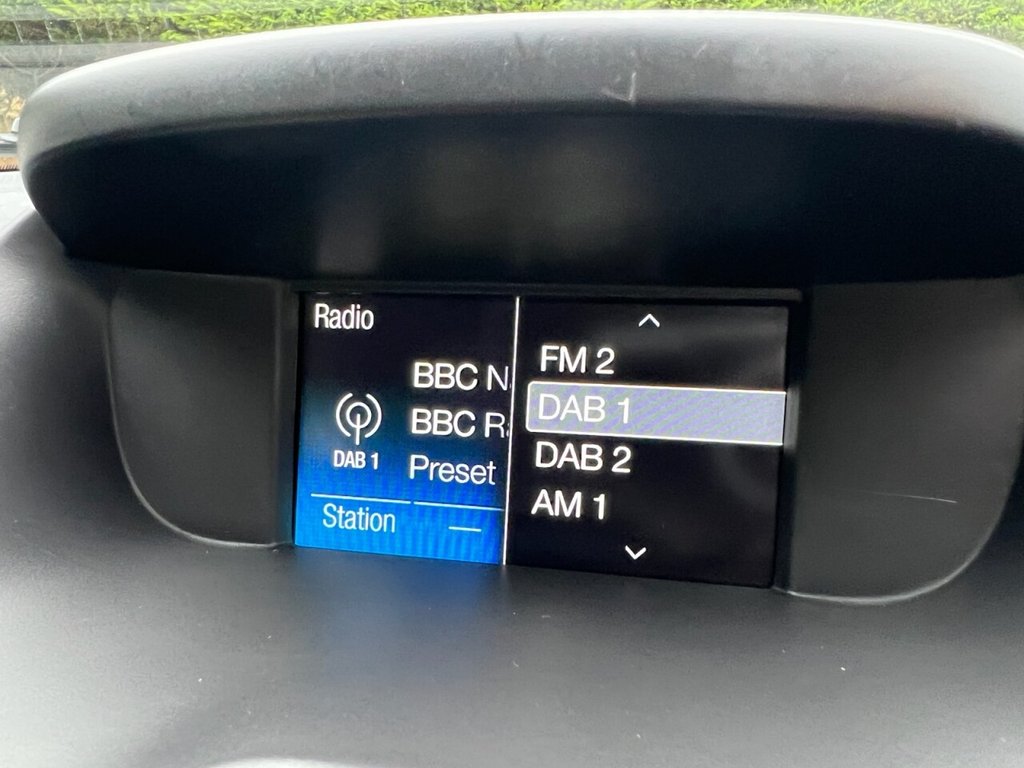 Radio
BBC N
BBC R
Preset
DAB 1
Station
FM 2
DAB 1
DAB 2
AM 1